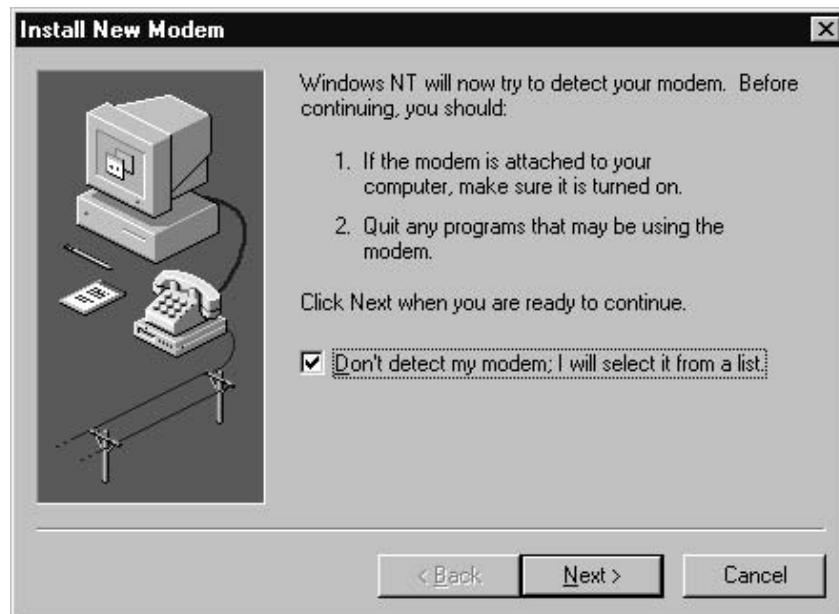 Install New Modem
Windows NT will now try to detect your modem.  Before
continuing, you should:
1.  If the modem is attached to your
computer, make sure it is turned on.
2.  Quit any programs that may be using the
modem.
Click Next when you are ready to continue.
Don't detect my modem; I will select it from a list.
< Back
Next >
Cancel